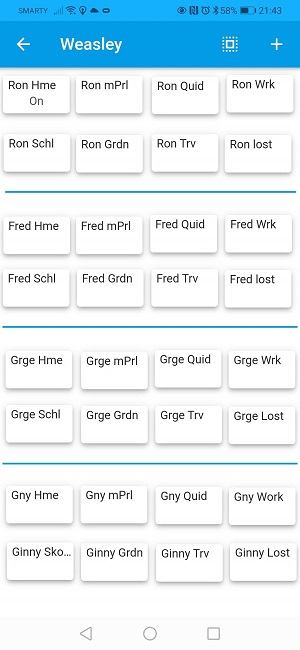 SMARTY 58% 21:43
Weasley
Ron Hme Ron mPrl Ron Quid Ron Wrk
On
Ron Schl Ron Grdn Ron Trv Ron lost
Fred Hme Fred mPrl Fred Quid Fred Wrk
Fred Schl Fred Grdn Fred Trv Fred lost
Grge Hme Grge mPrl Grge Quid Grge Wrk
Grge Schl Grge Grdn Grge Trv Grge Lost
Gny Hme Gny mPrl Gny Quid Gny Work
Ginny Sko... Ginny Grdn Ginny Trv Ginny Lost